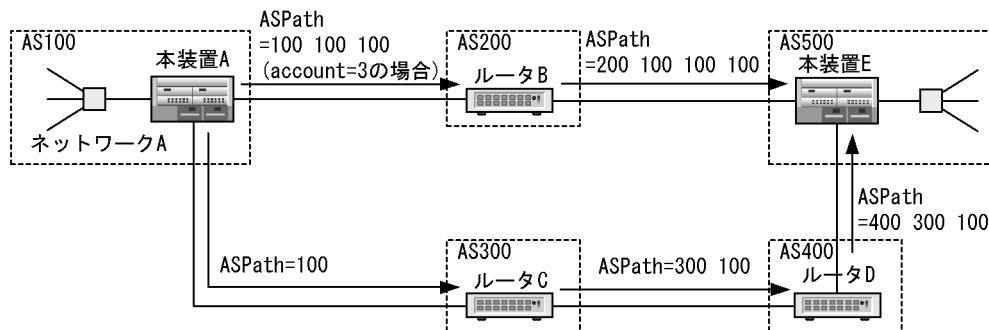 AS100
本装置A
ネットワークA
ASPath
=100 100 100
(account=3の場合)
AS200
ルータB
ASPath
=200 100 100 100
AS500
本装置E
ASPath
=400 300 100
ASPath=100
AS300
ルータC
ASPath=300 100
AS400
ルータD